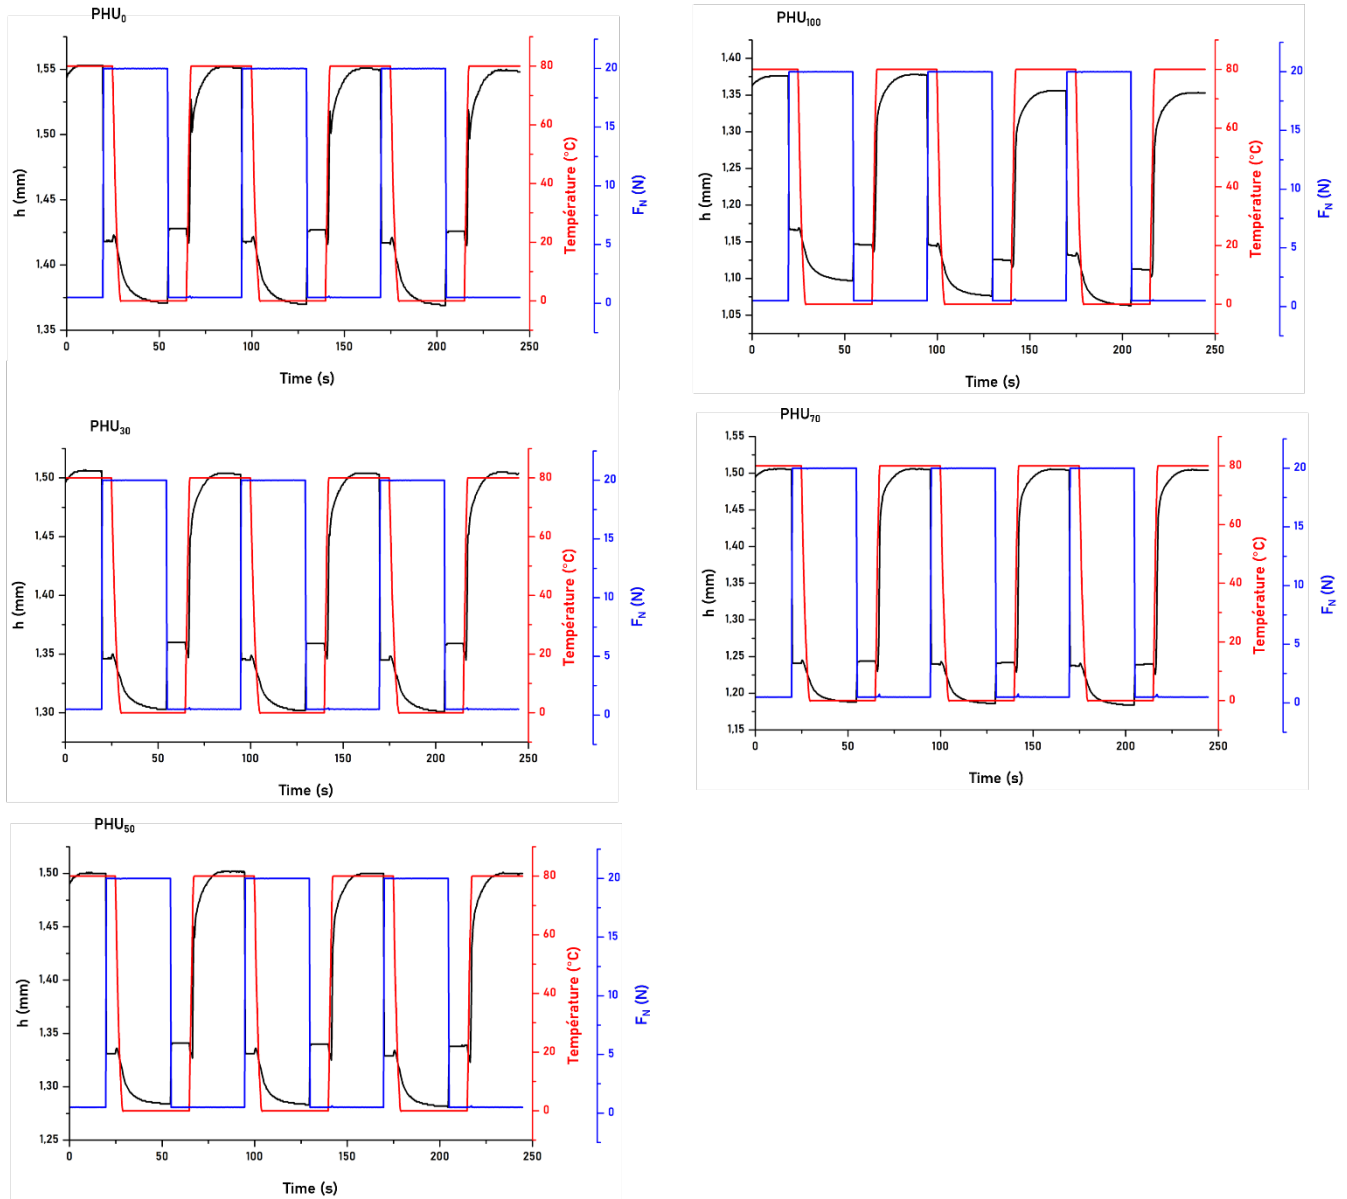 PHU0
1,55
1,50
1,45
1,40
1,35
h (mm)
0 50 100 150 200 250
Time (s)
80
60
40
20
0
Température (°C)
20
15
10
5
0
FN (N)
PHU100
1,40
1,35
1,30
1,25
1,20
1,15
1,10
1,05
h (mm)
0 50 100 150 200 250
Time (s)
80
60
40
20
0
Température (°C)
20
15
10
5
0
FN (N)
PHU30
1,50
1,45
1,40
1,35
1,30
h (mm)
0 50 100 150 200 250
Time (s)
80
60
40
20
0
Température (°C)
20
15
10
5
0
FN (N)
PHU70
1,55
1,50
1,45
1,40
1,35
1,30
1,25
1,20
1,15
h (mm)
0 50 100 150 200 250
Time (s)
80
60
40
20
0
Température (°C)
20
15
10
5
0
FN (N)
PHU50
1,50
1,45
1,40
1,35
1,30
1,25
h (mm)
0 50 100 150 200 250
Time (s)
80
60
40
20
0
Température (°C)
20
15
10
5
0
FN (N)